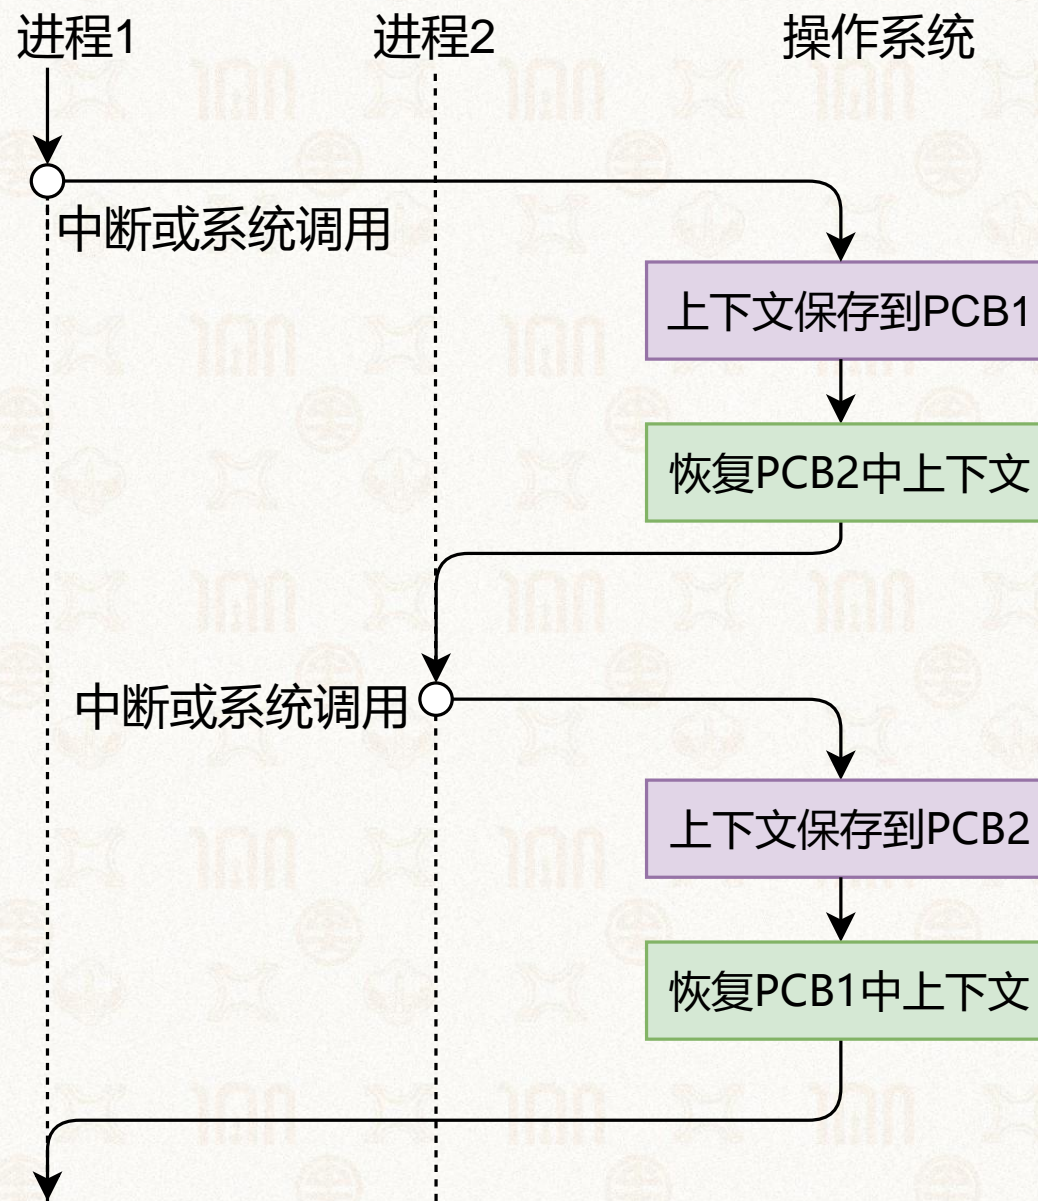 进程1
进程2
操作系统
中断或系统调用
上下文保存到PCB1
恢复PCB2中上下文
中断或系统调用
上下文保存到PCB2
恢复PCB1中上下文